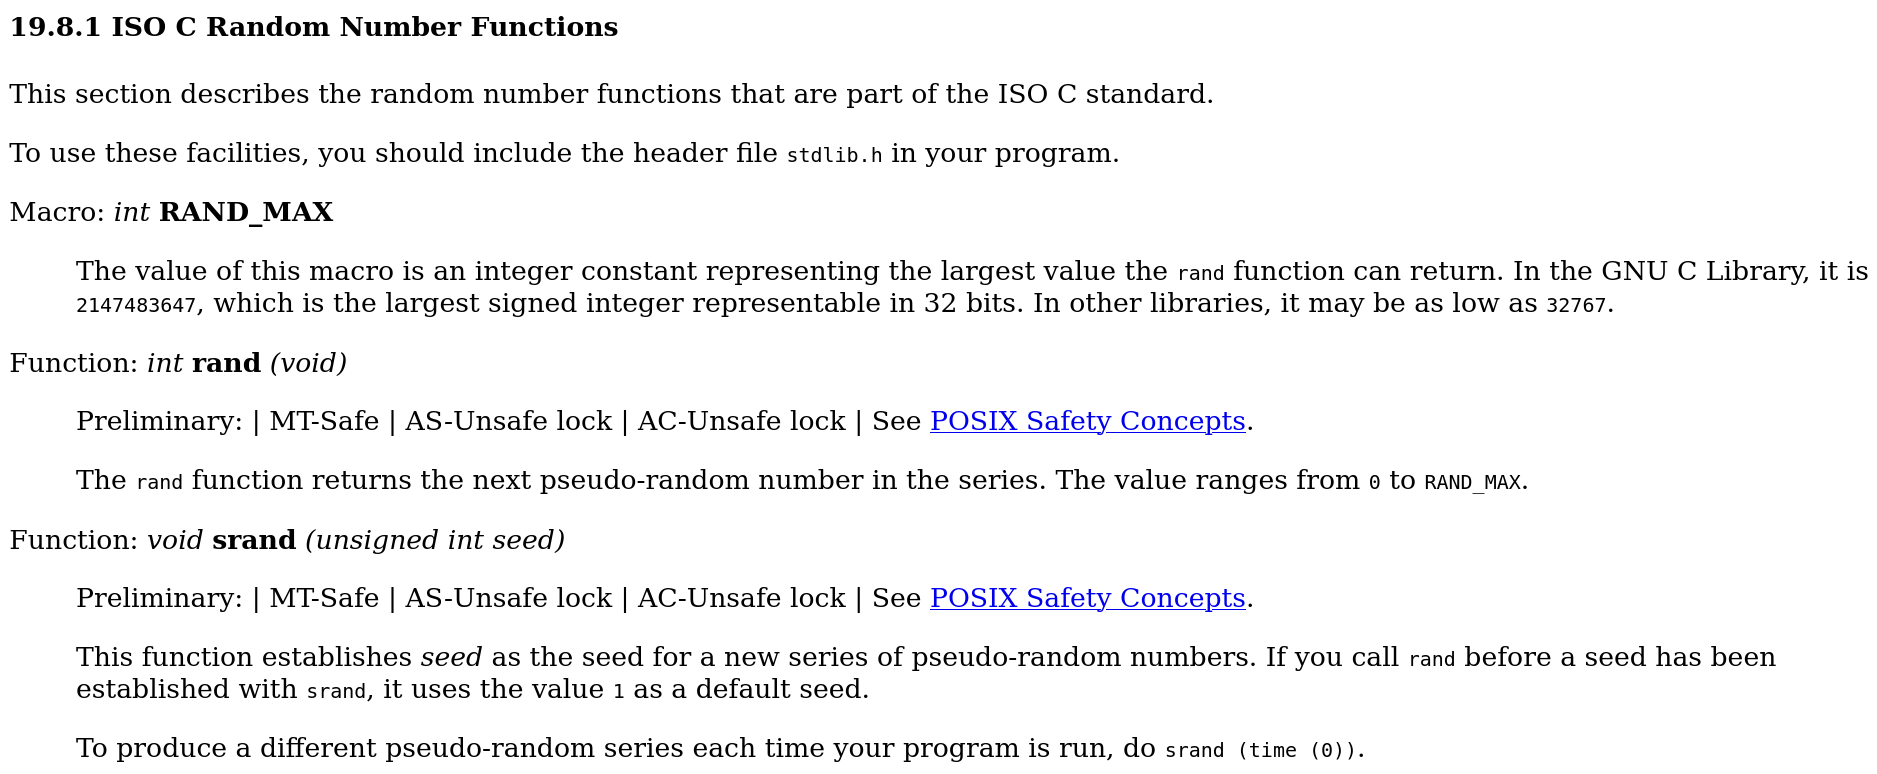 19.8.1 ISO C Random Number Functions
This section describes the random number functions that are part of the ISO C standard.
To use these facilities, you should include the header file stdlib.h in your program.
Macro: int RAND_MAX
The value of this macro is an integer constant representing the largest value the rand function can return. In the GNU C Library, it is
2147483647, which is the largest signed integer representable in 32 bits. In other libraries, it may be as low as 32767.
Function: int rand (void)
Preliminary: | MT-Safe | AS-Unsafe lock | AC-Unsafe lock | See POSIX Safety Concepts.
The rand function returns the next pseudo-random number in the series. The value ranges from 0 to RAND_MAX.
Function: void srand (unsigned int seed)
Preliminary: | MT-Safe | AS-Unsafe lock | AC-Unsafe lock | See POSIX Safety Concepts.
This function establishes seed as the seed for a new series of pseudo-random numbers. If you call rand before a seed has been
established with srand, it uses the value 1 as a default seed.
To produce a different pseudo-random series each time your program is run, do srand (time (0)).